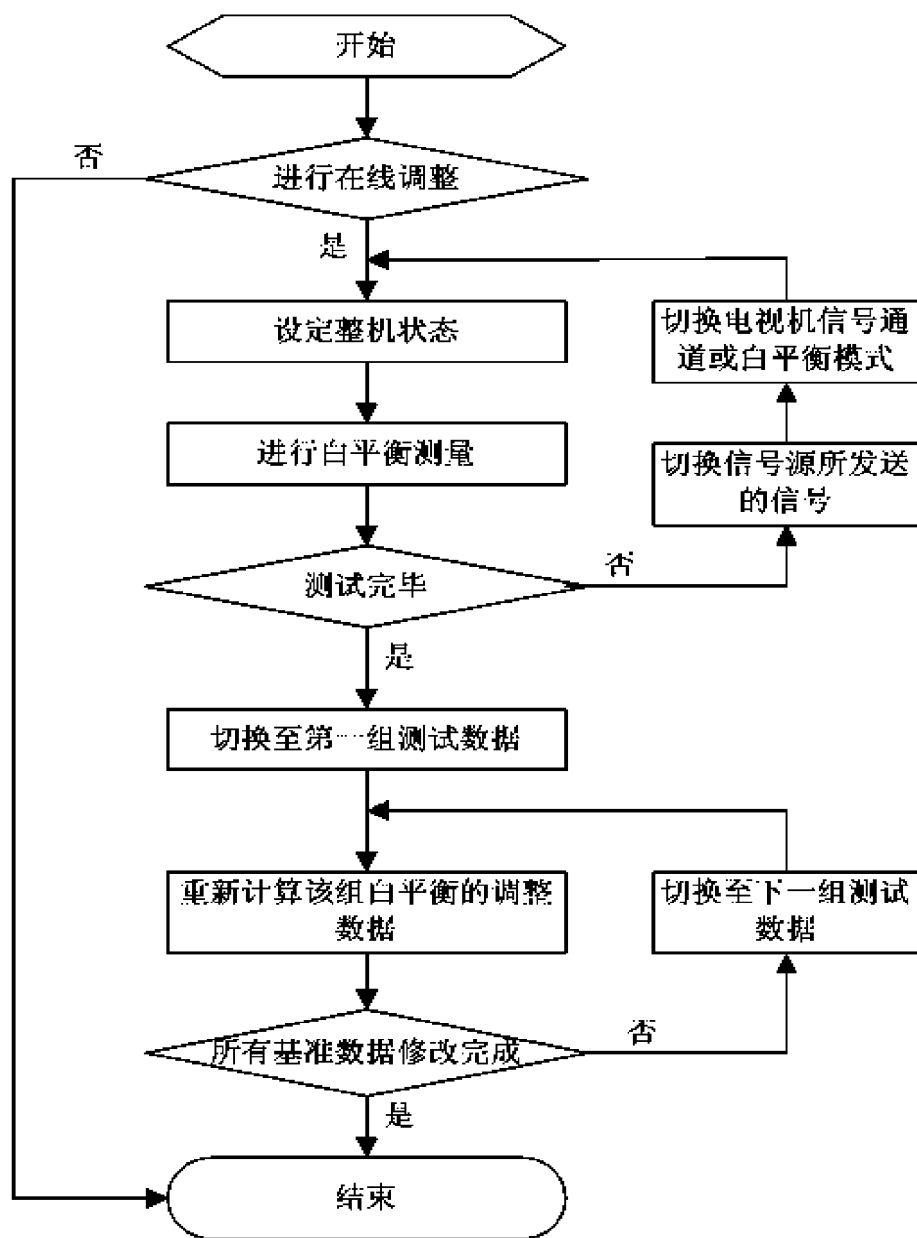 开始
否
进行在线调整
是
设定整机状态
切换电视机信号通
道或白平衡模式
进行白平衡测量
切换信号源所发送
的信号
测试完毕
否
是
切换至第一组测试数据
重新计算该组白平衡的调整
数据
切换至下一组测试
数据
所有基准数据修改完成
否
是
结束